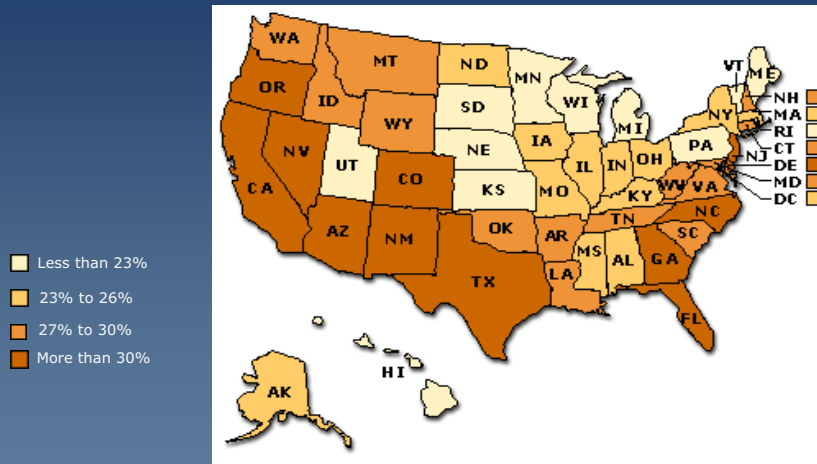 WA
MT
ND
MN
VT
ME
OR
ID
SD
WI
MI
NY
NH
MA
RI
CT
NJ
DE
MD
DC
WY
NE
IA
PA
NV
UT
CO
KS
IL
IN
OH
MO
KY
WV
VA
CA
AZ
NM
OK
AR
TN
NC
SC
TX
LA
MS
AL
GA
FL
HI
AK
Less than 23%
23% to 26%
27% to 30%
More than 30%